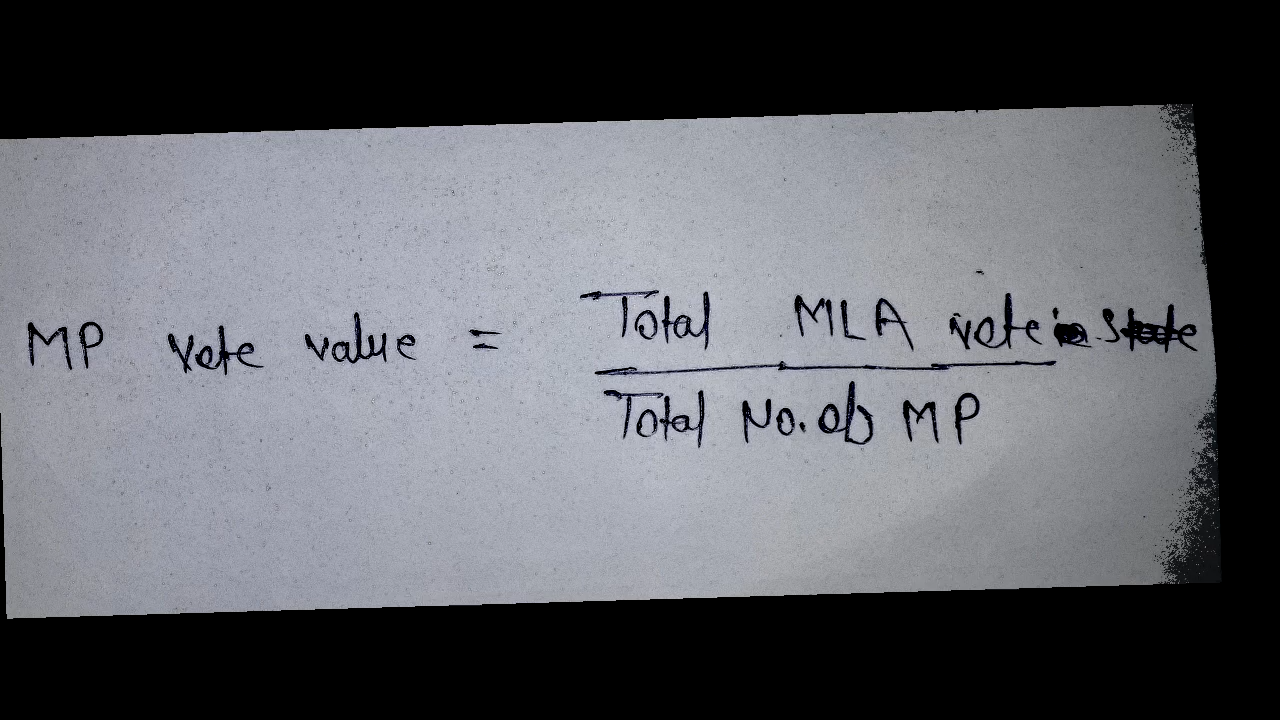 MP Vote value = Total MLA vote in State
Total No. of MP